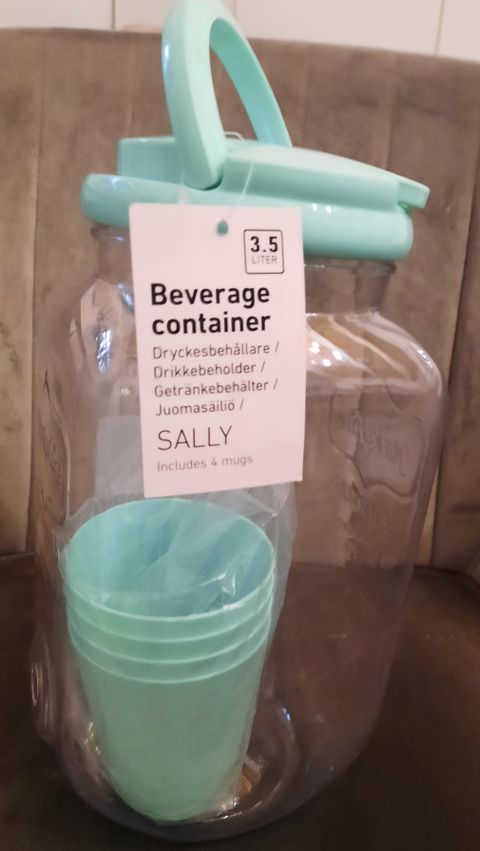 3.5
LITER
Beverage
container
Dryckesbehållare /
Drikkebeholder /
Getränkebehälter /
Juomasäiliö /
SALLY
Includes 4 mugs